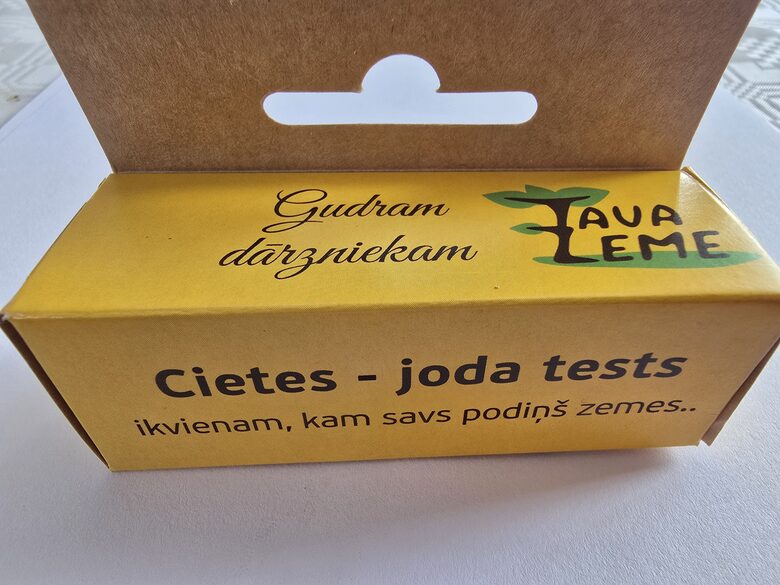 Gudram
dārzniekam
TAVA
ZEME
Cietes - joda tests
ikvienam, kam savs podiņš zemes..